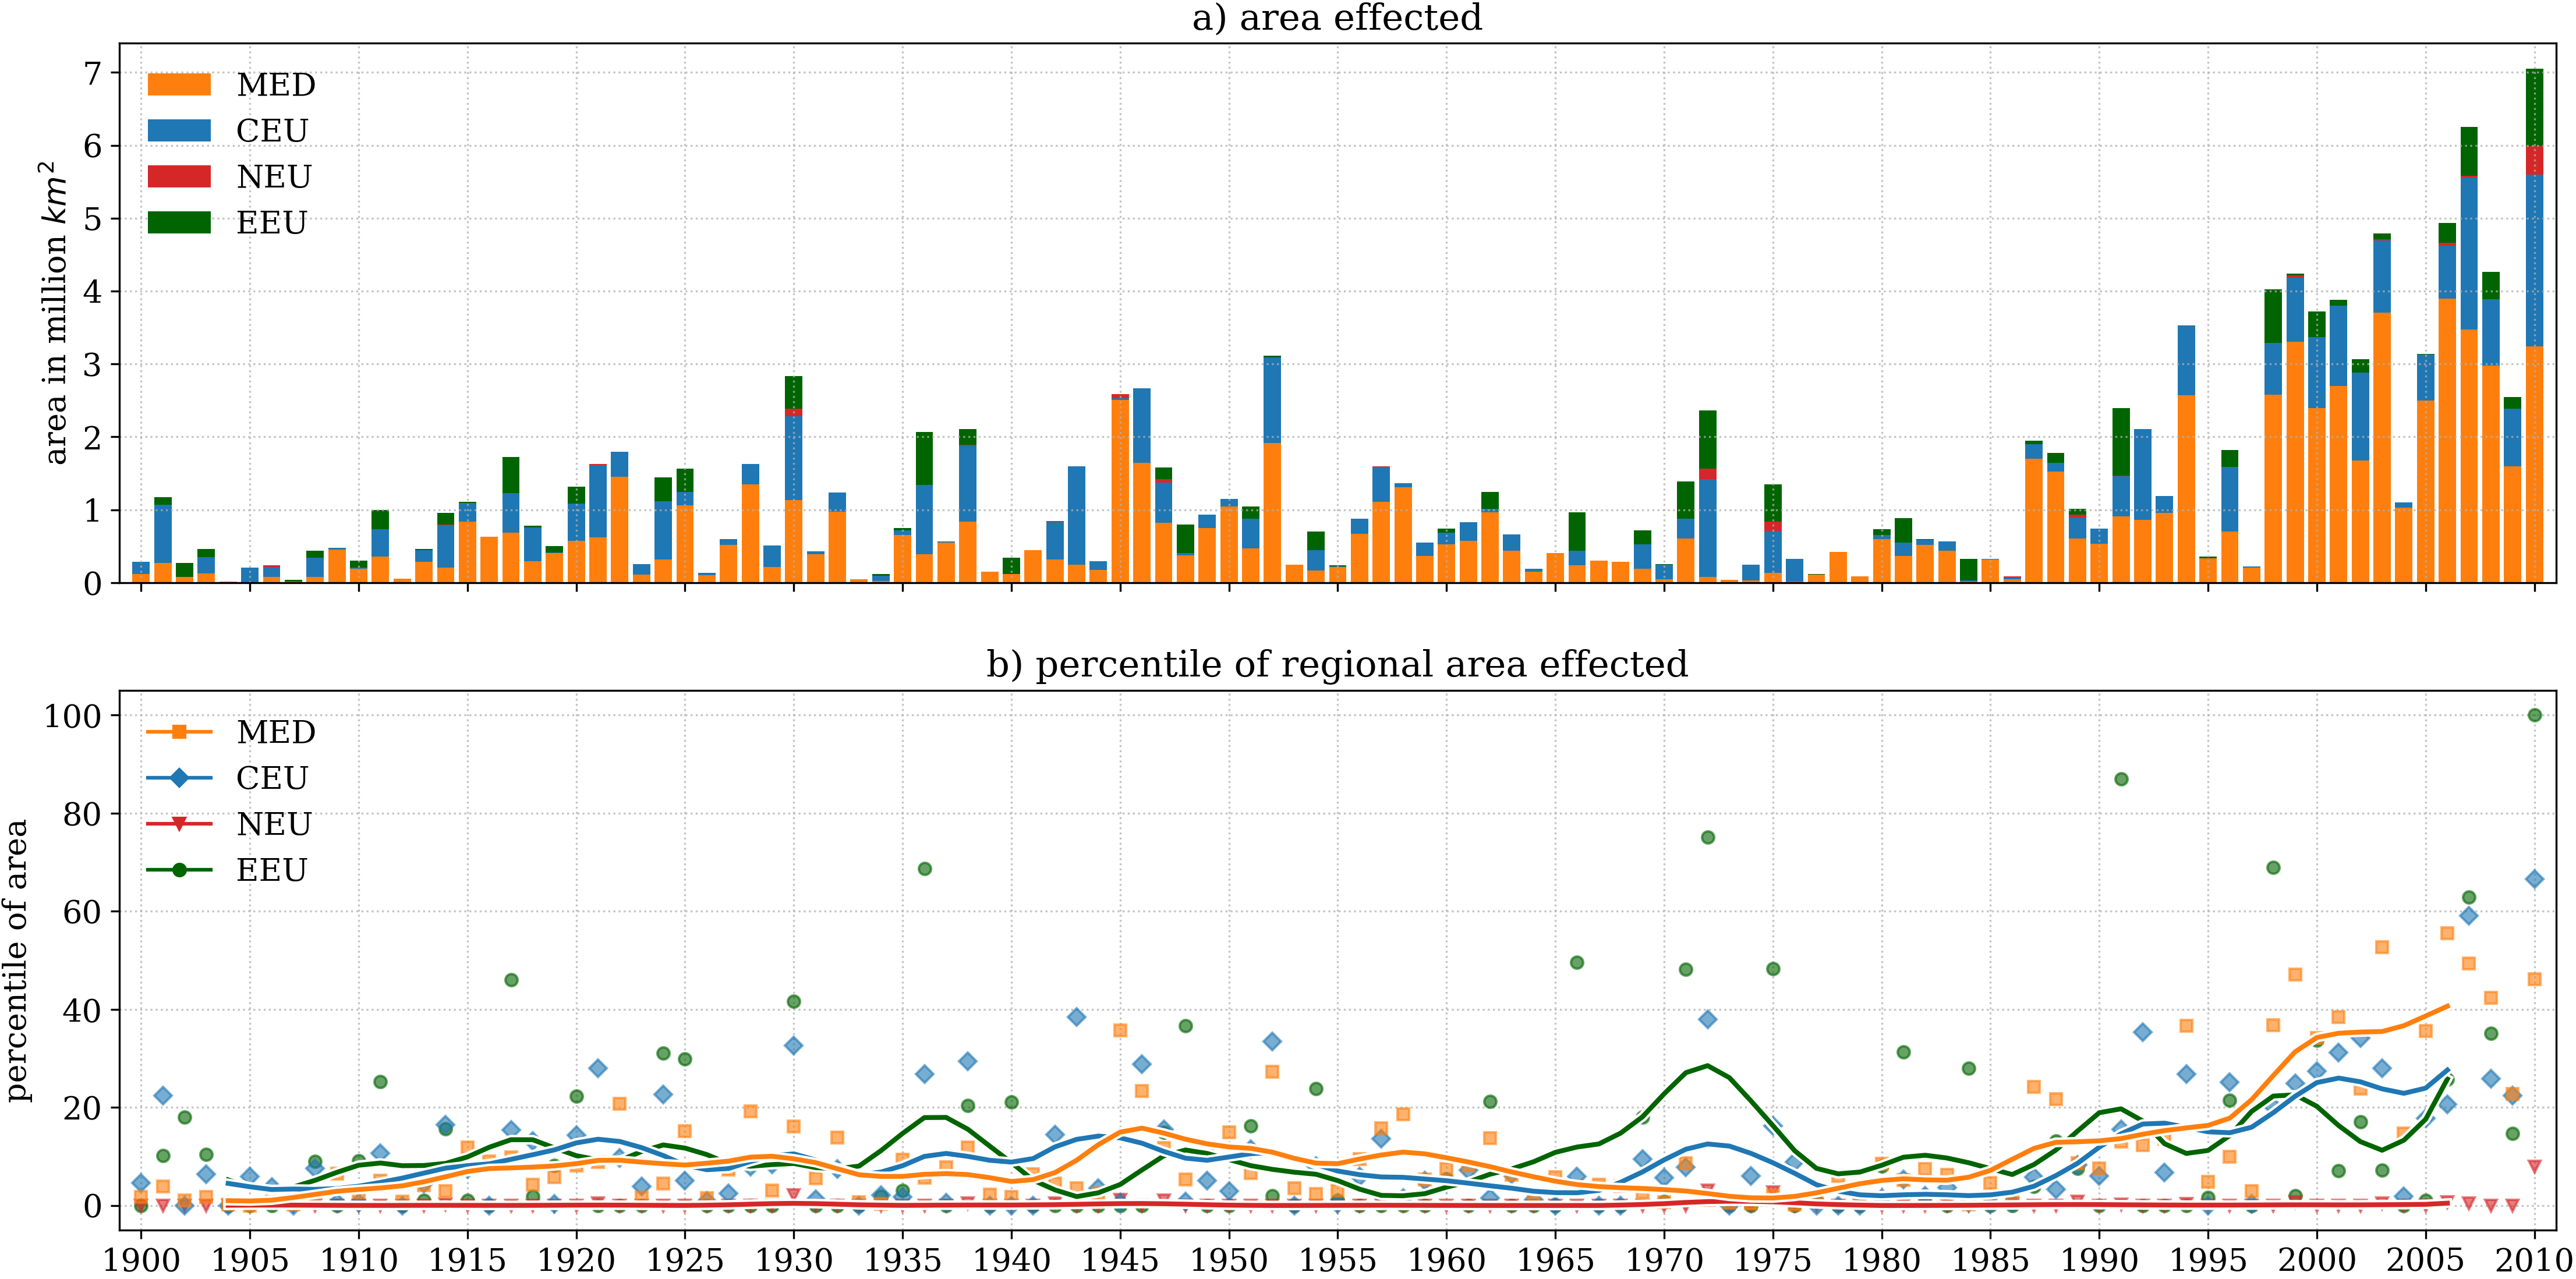 a) area effected
area in million km²
7
6
5
4
3
2
1
0
MED
CEU
NEU
EEU
b) percentile of regional area effected
percentile of area
100
80
60
40
20
0
MED
CEU
NEU
EEU
1900 1905 1910 1915 1920 1925 1930 1935 1940 1945 1950 1955 1960 1965 1970 1975 1980 1985 1990 1995 2000 2005 2010